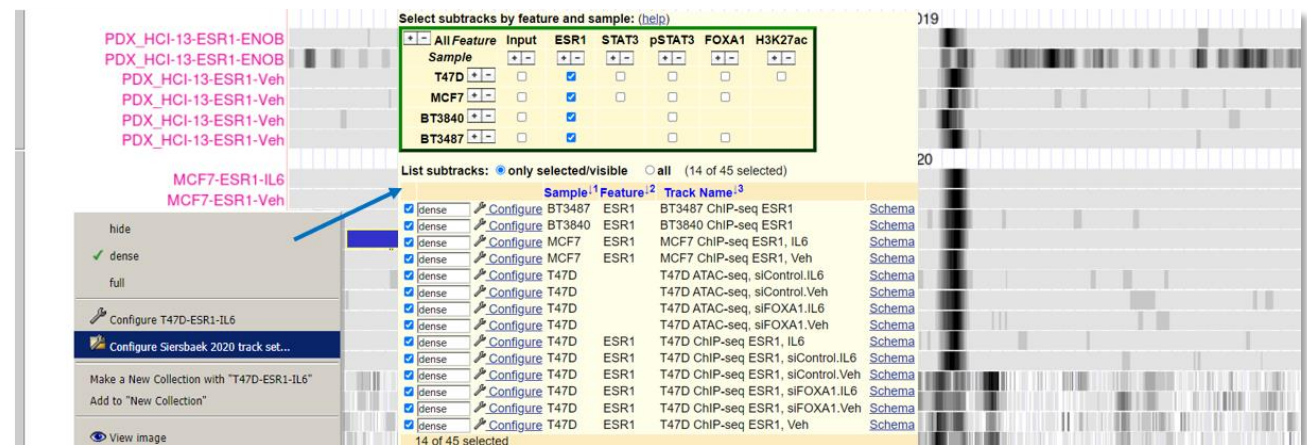 PDX_HCI-13-ESR1-ENOB
PDX_HCI-13-ESR1-ENOB
PDX_HCI-13-ESR1-Veh
PDX_HCI-13-ESR1-Veh
PDX_HCI-13-ESR1-Veh
PDX_HCI-13-ESR1-Veh
MCF7-ESR1-IL6
MCF7-ESR1-Veh
hide
✓ dense
full
Configure T47D-ESR1-IL6
Configure Siersbaek 2020 track set...
Make a New Collection with "T47D-ESR1-IL6"
Add to "New Collection"
View image
Select subtracks by feature and sample: (help)
+ - All Feature Input ESR1 STAT3 pSTAT3 FOXA1 H3K27ac
Sample + - + - + - + - + - + -
T47D + -
MCF7 + -
BT3840 + -
BT3487 + -
List subtracks: only selected/visible all (14 of 45 selected)
Sample↓1 Feature↓2 Track Name↓3
dense Configure BT3487 ESR1 BT3487 ChIP-seq ESR1 Schema
dense Configure BT3840 ESR1 BT3840 ChIP-seq ESR1 Schema
dense Configure MCF7 ESR1 MCF7 ChIP-seq ESR1, IL6 Schema
dense Configure MCF7 ESR1 MCF7 ChIP-seq ESR1, Veh Schema
dense Configure T47D T47D ATAC-seq, siControl.IL6 Schema
dense Configure T47D T47D ATAC-seq, siControl.Veh Schema
dense Configure T47D T47D ATAC-seq, siFOXA1.IL6 Schema
dense Configure T47D T47D ATAC-seq, siFOXA1.Veh Schema
dense Configure T47D ESR1 T47D ChIP-seq ESR1, IL6 Schema
dense Configure T47D ESR1 T47D ChIP-seq ESR1, siControl.IL6 Schema
dense Configure T47D ESR1 T47D ChIP-seq ESR1, siControl.Veh Schema
dense Configure T47D ESR1 T47D ChIP-seq ESR1, siFOXA1.IL6 Schema
dense Configure T47D ESR1 T47D ChIP-seq ESR1, siFOXA1.Veh Schema
dense Configure T47D ESR1 T47D ChIP-seq ESR1, Veh Schema
14 of 45 selected
019
20